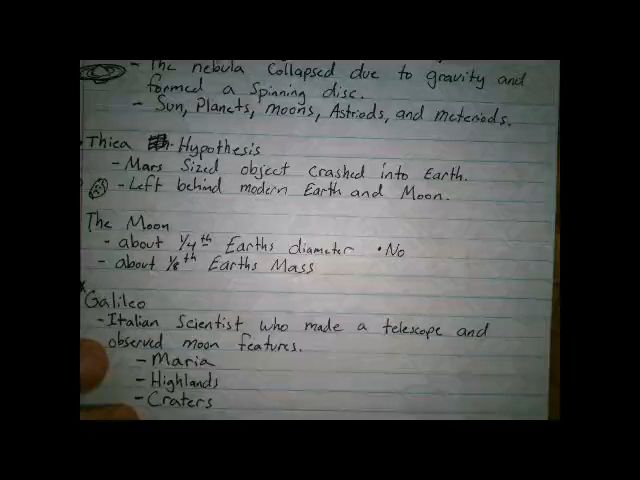 - The nebula collapsed due to gravity and
formed a spinning disc.
- Sun, Planets, moons, Astriods, and meteriods.
Thiea Hypothesis
- Mars Sized object crashed into Earth.
- Left behind modern Earth and Moon.
The Moon
- about 1/4th Earths diameter • No
- about 1/8th Earths Mass
Galileo
- Italian Scientist who made a telescope and
observed moon features.
- Maria
- Highlands
- Craters